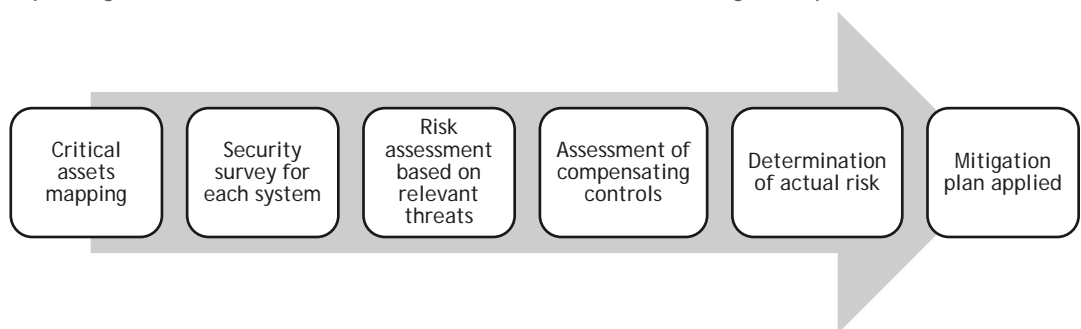 Critical
assets
mapping
Security
survey for
each system
Risk
assessment
based on
relevant
threats
Assessment of
compensating
controls
Determination
of actual risk
Mitigation
plan applied